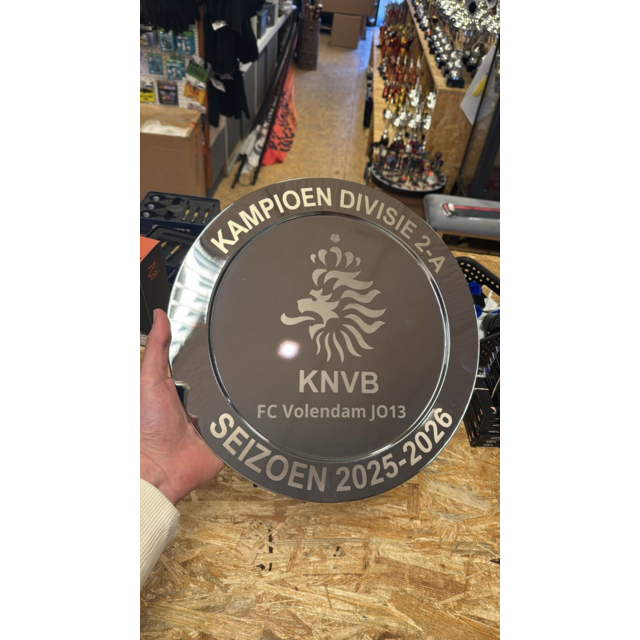 KAMPIOEN DIVISIE 2-A
KNVB
FC Volendam JO13
SEIZOEN 2025-2026